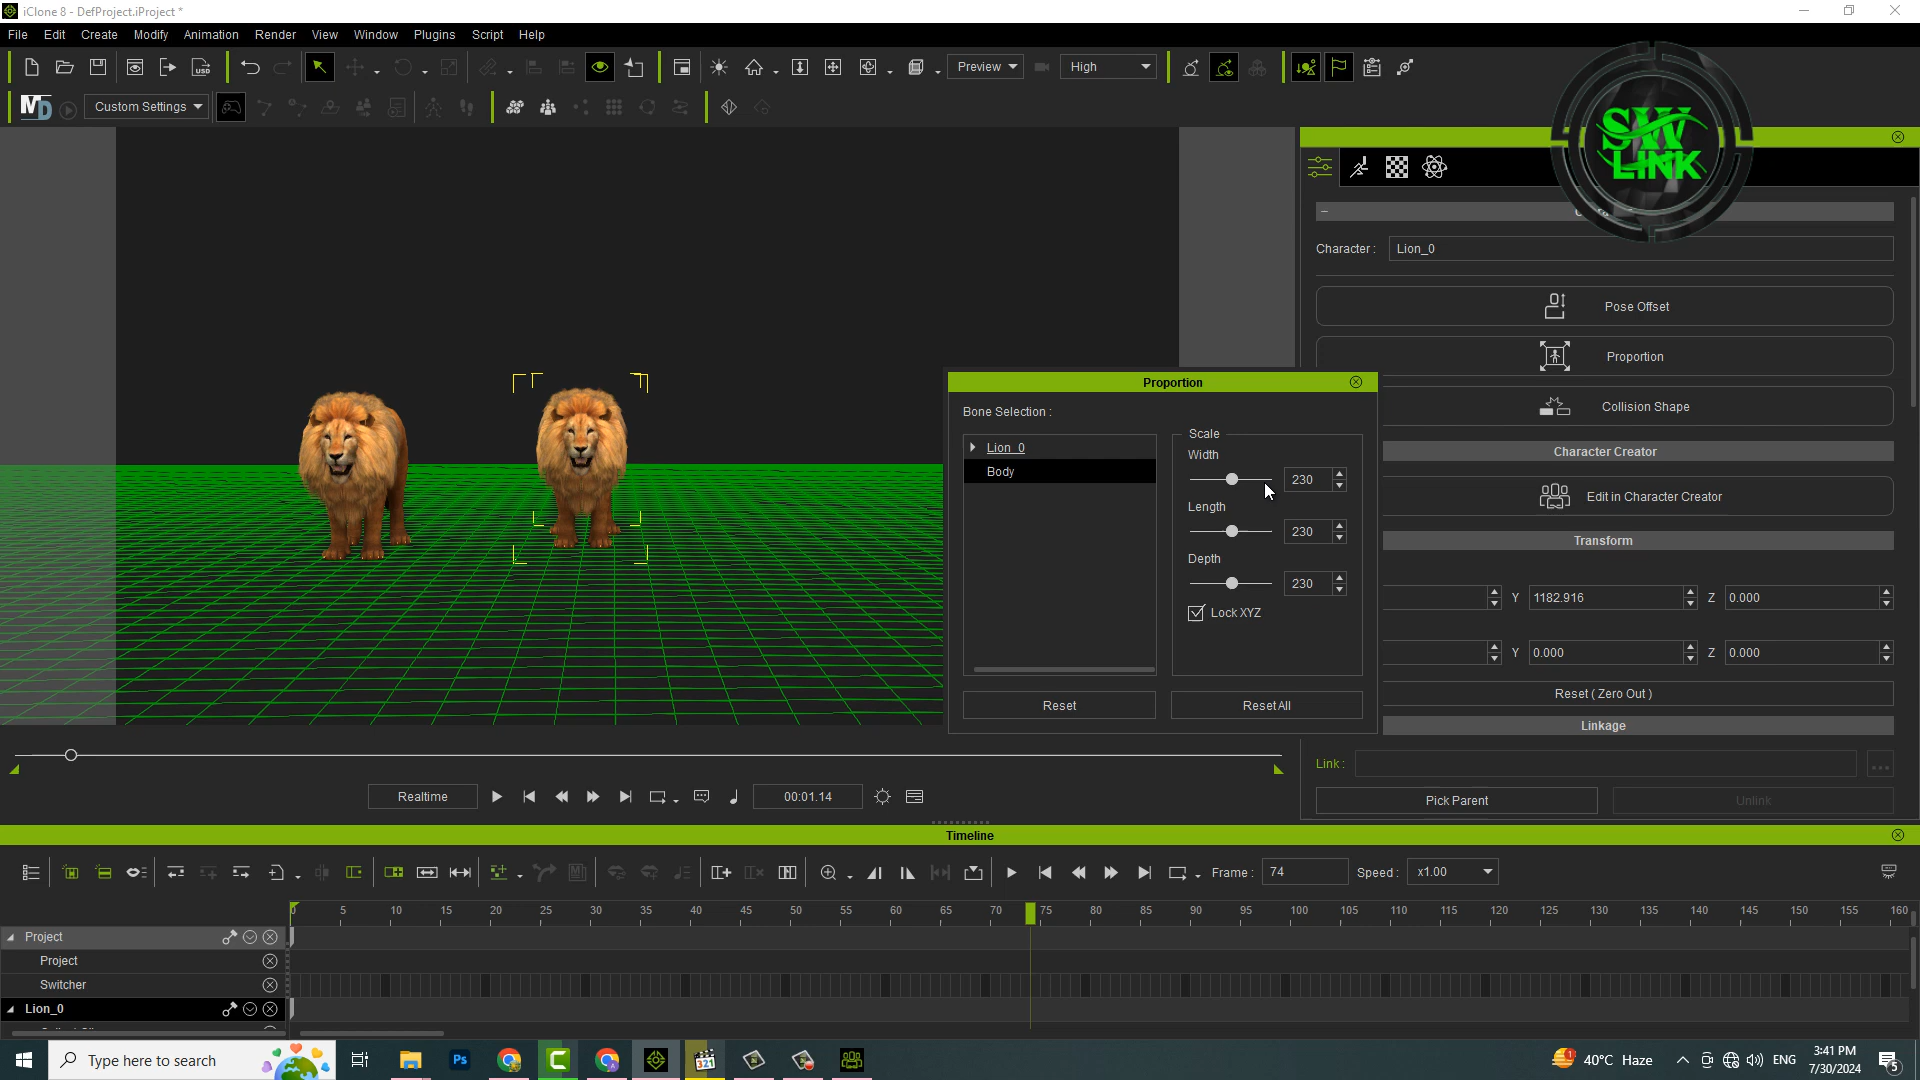 iClone 8 - DefProject.iProject *
File Edit Create Modify Animation Render View Window Plugins Script Help
Preview High
MD Custom Settings
SW LINK
Character : Lion_0
Pose Offset
Proportion
Collision Shape
Proportion
Bone Selection :
Lion_0
Body
Scale
Width
230
Length
230
Depth
230
Lock XYZ
Reset Reset All
Character Creator
Edit in Character Creator
Transform
Y 1182.916 Z 0.000
Y 0.000 Z 0.000
Reset ( Zero Out )
Linkage
Link :
Pick Parent Unlink
Realtime 00:01.14
Timeline
Frame : 74 Speed : x1.00
0 5 10 15 20 25 30 35 40 45 50 55 60 65 70 75 80 85 90 95 100 105 110 115 120 125 130 135 140 145 150 155 160
Project
Project
Switcher
Lion_0
Type here to search
Ps
321
1
40°C Haze
ENG
3:41 PM
7/30/2024
5